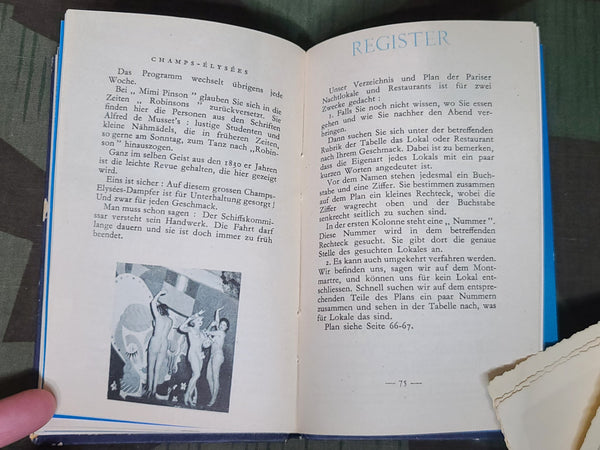 CHAMPS-ÉLYSÉES
Das Programm wechselt übrigens jede
Woche.
Bei „ Mimi Pinson " glauben Sie sich in die
Zeiten „ Robinsons " zurückversetzt. Sie
finden hier die Personen aus den Schriften
Alfred de Musset's : lustige Studenten und
kleine Nähmädels, die in früheren Zeiten,
so gerne am Sonntag, zum Tanz nach „Robin-
son " hinauszogen.
Ganz im selben Geist aus den 1830 er Jahren
ist die leichte Revue gehalten, die hier gezeigt
wird.
Eins ist sicher : Auf diesem grossen Champs-
Elysées-Dampfer ist für Unterhaltung gesorgt !
Und zwar für jeden Geschmack.
Man muss schon sagen : Der Schiffskommi-
ssar versteht sein Handwerk. Die Fahrt darf
lange dauern und sie ist doch immer zu früh
beendet.
REGISTER
Unser Verzeichnis und Plan der Pariser
Nachtlokale und Restaurants ist für zwei
Zwecke gedacht :
1. Falls Sie noch nicht wissen, wo Sie essen
gehen und wie Sie nachher den Abend ver-
bringen.
Dann suchen Sie sich unter der betreffenden
Rubrik der Tabelle das Lokal oder Restaurant
nach Ihrem Geschmack. Dabei ist zu bemerken,
dass die Eigenart jedes Lokals mit ein paar
kurzen Worten angedeutet ist.
Vor dem Namen stehen jedesmal ein Buch-
stabe und eine Ziffer. Sie bestimmen zusammen
auf dem Plan ein kleines Rechteck, wobei die
Ziffer wagrecht oben und der Buchstabe
senkrecht seitlich zu suchen sind.
In der ersten Kolonne steht eine „ Nummer ".
Diese Nummer wird in dem betreffenden
Rechteck gesucht. Sie gibt dort die genaue
Stelle des gesuchten Lokales an.
2. Es kann auch umgekehrt verfahren werden.
Wir befinden uns, sagen wir auf dem Mont-
martre, und können uns für kein Lokal ent-
schliessen. Schnell suchen wir auf dem entspre-
chenden Teile des Plans ein paar Nummern
zusammen und sehen in der Tabelle nach, was
für Lokale das sind.
Plan siehe Seite 66-67.
— 75 —